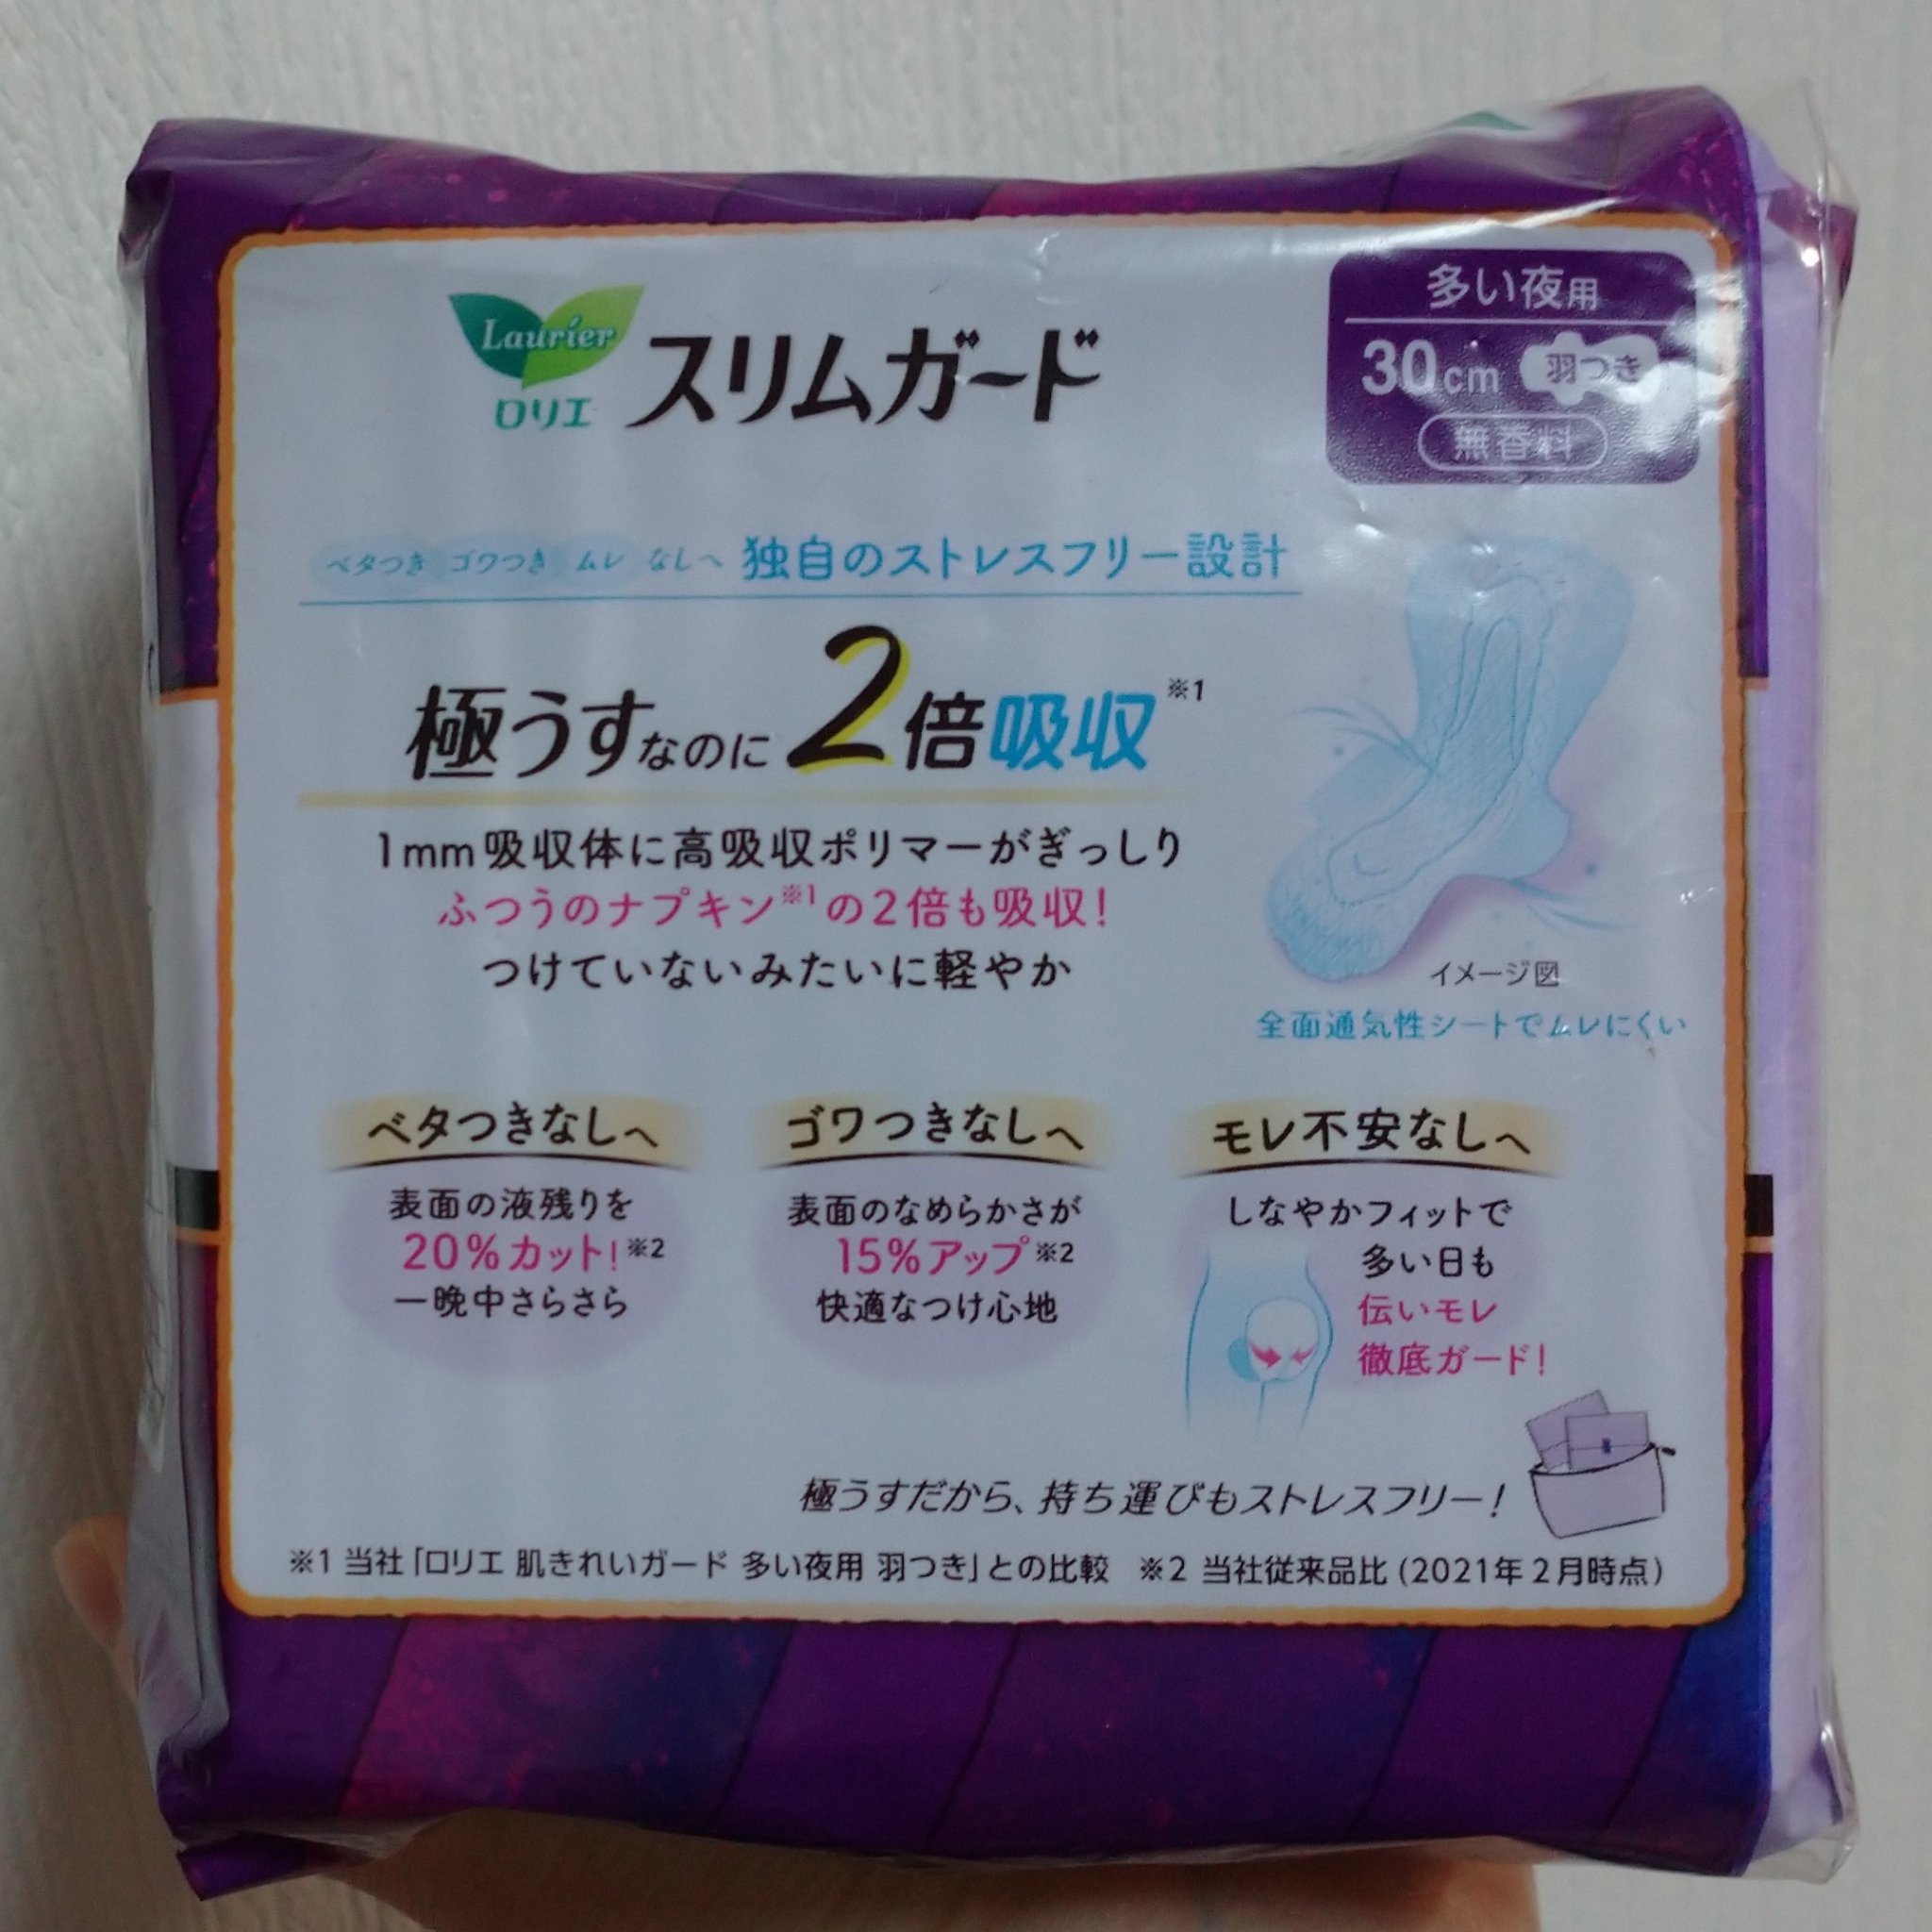 Laurier
ロリエ
スリムガード
多い夜用
30cm 羽つき
無香料
ベタつき ゴワつき ムレ なしへ 独自のストレスフリー設計
極うすなのに2倍吸収※1
1mm吸収体に高吸収ポリマーがぎっしり
ふつうのナプキン※1の2倍も吸収!
つけていないみたいに軽やか
イメージ図
全面通気性シートでムレにくい
ベタつきなしへ
表面の液残りを
20%カット!※2
一晩中さらさら
ゴワつきなしへ
表面のなめらかさが
15%アップ※2
快適なつけ心地
モレ不安なしへ
しなやかフィットで
多い日も
伝いモレ
徹底ガード!
極うすだから、持ち運びもストレスフリー!
※1 当社「ロリエ 肌きれいガード 多い夜用 羽つき」との比較 ※2 当社従来品比(2021年2月時点)